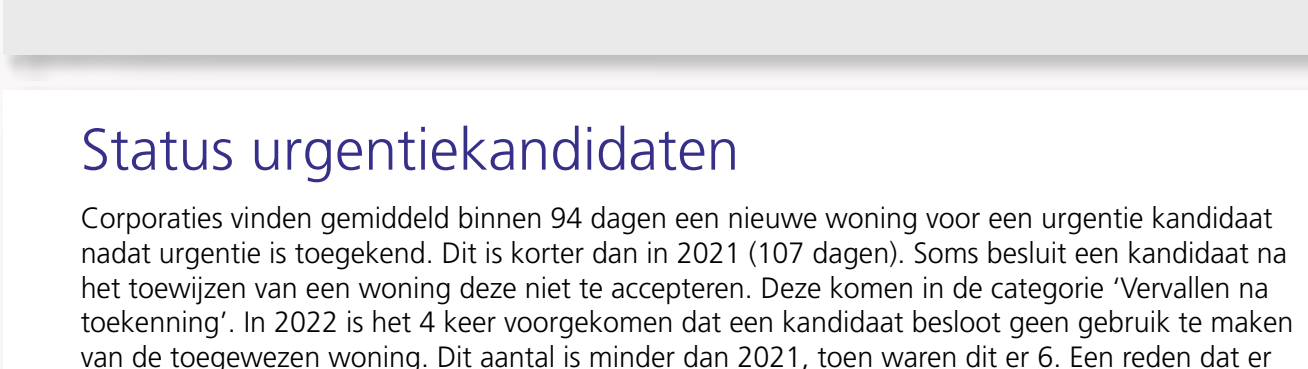 Status urgentiekandidaten
Corporaties vinden gemiddeld binnen 94 dagen een nieuwe woning voor een urgentie kandidaat
nadat urgentie is toegekend. Dit is korter dan in 2021 (107 dagen). Soms besluit een kandidaat na
het toewijzen van een woning deze niet te accepteren. Deze komen in de categorie ‘Vervallen na
toekenning’. In 2022 is het 4 keer voorgekomen dat een kandidaat besloot geen gebruik te maken
van de toegewezen woning. Dit aantal is minder dan 2021, toen waren dit er 6. Een reden dat er